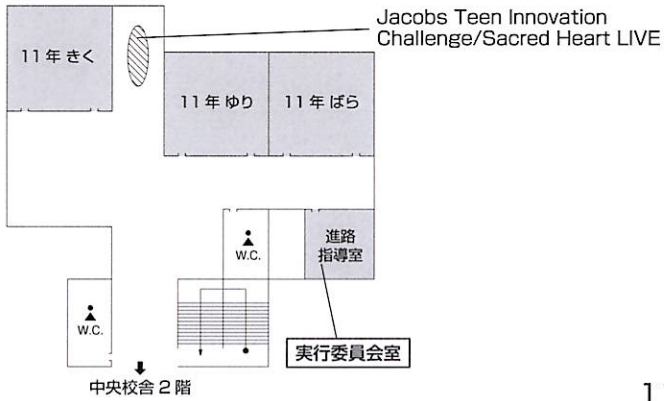 Jacobs Teen Innovation
Challenge/Sacred Heart LIVE
11年 きく
11年 ゆり
11年 ばら
W.C.
進路
指導室
W.C.
実行委員会室
中央校舎 2 階
1